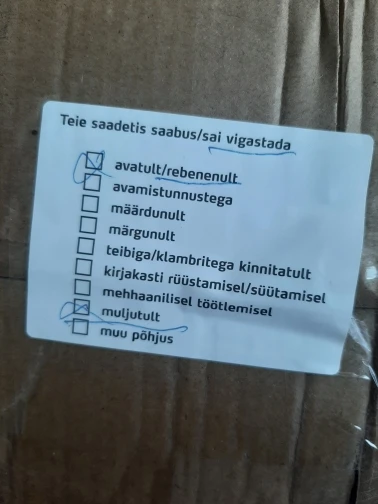 Teie saadetis saabus/sai vigastada
avatult/rebenenult
avamistunnustega
määrdunult
märgunult
teibiga/klambritega kinnitatult
kirjakasti rüüstamisel/süütamisel
mehhaanilisel töötlemisel
muljutult
muu põhjus